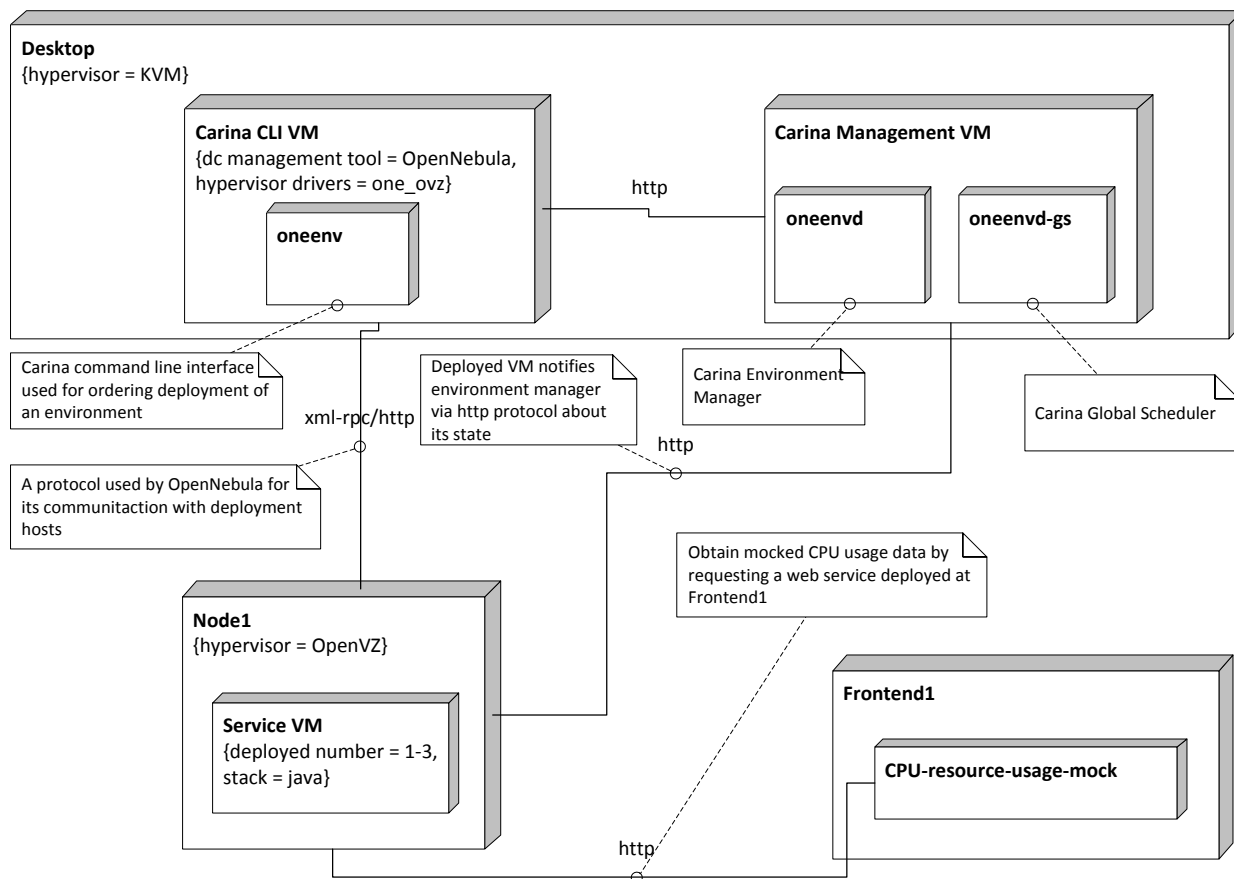 Desktop
{hypervisor = KVM}
Carina CLI VM
{dc management tool = OpenNebula,
hypervisor drivers = one_ovz}
oneenv
http
Carina Management VM
oneenvd
oneenvd-gs
Carina command line interface
used for ordering deployment of
an environment
Deployed VM notifies
environment manager
via http protocol about
its state
Carina Environment
Manager
Carina Global Scheduler
xml-rpc/http
http
A protocol used by OpenNebula for
its communitaction with deployment
hosts
Obtain mocked CPU usage data by
requesting a web service deployed at
Frontend1
Node1
{hypervisor = OpenVZ}
Service VM
{deployed number = 1-3,
stack = java}
Frontend1
CPU-resource-usage-mock
http